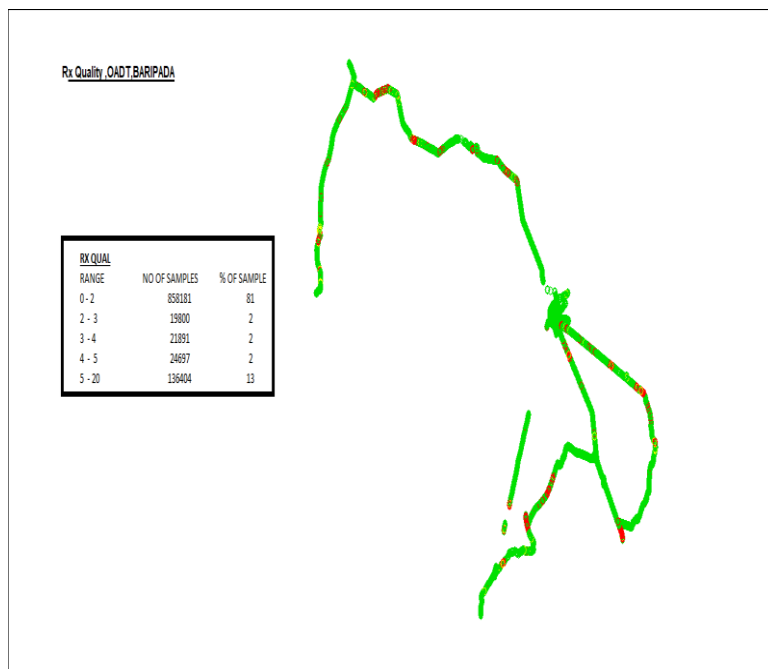 Rx Quality ,OADT,BARIPADA
RX QUAL
RANGE NO OF SAMPLES % OF SAMPLE
0 - 2 858181 81
2 - 3 19800 2
3 - 4 21891 2
4 - 5 24697 2
5 - 20 136404 13